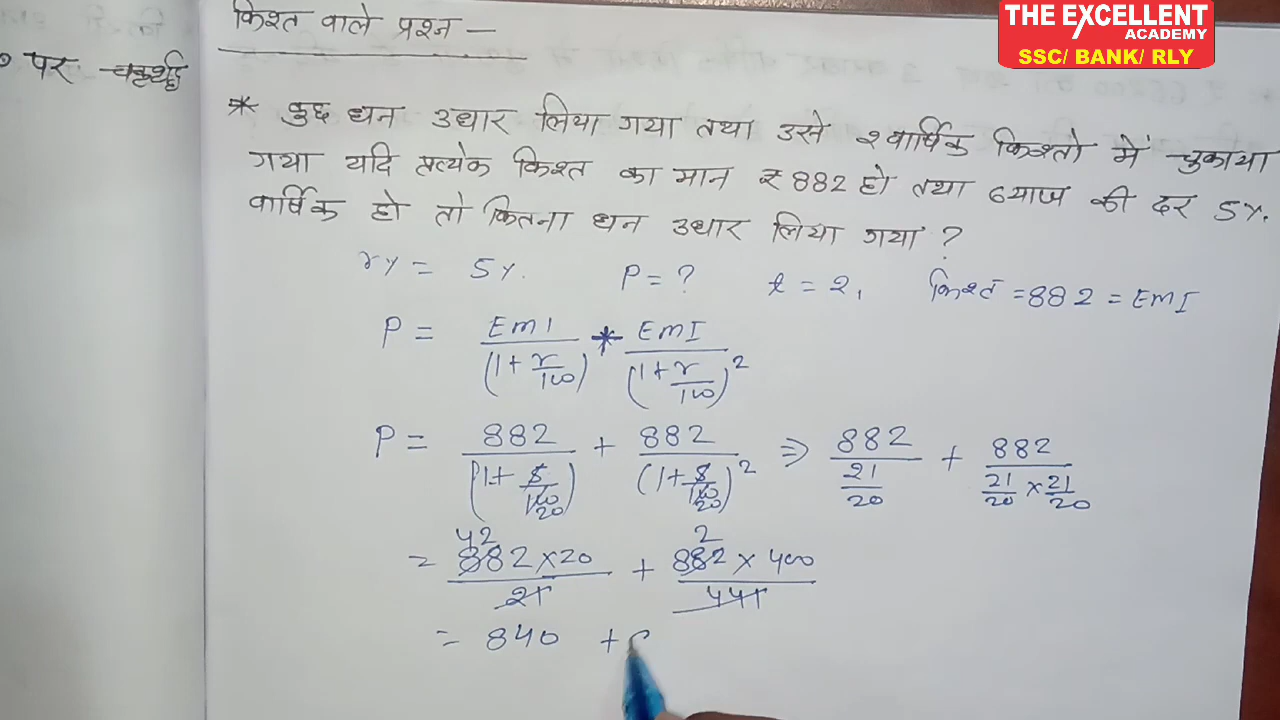 THE EXCELLENT
ACADEMY
SSC/ BANK/ RLY
किश्त वाले प्रश्न —
पर
* कुछ धन उधार लिया गया तथा उसे २ वार्षिक किश्तो में चुकाया
गया यदि प्रत्येक किश्त का मान ₹ 882 हो तथा ब्याज की दर 5%.
वार्षिक हो तो कितना धन उधार लिया गया ?
r% = 5%. P = ? t = 2, किश्त = 882 = EMI
P = EMI/(1+r/100) + EMI/(1+r/100)^2
P = 882/(1+5/100) + 882/(1+5/100)^2 ⇒ 882/(21/20) + 882/(21/20 × 21/20)
42 2
= 882×20/21 + 882×400/441
= 840 +